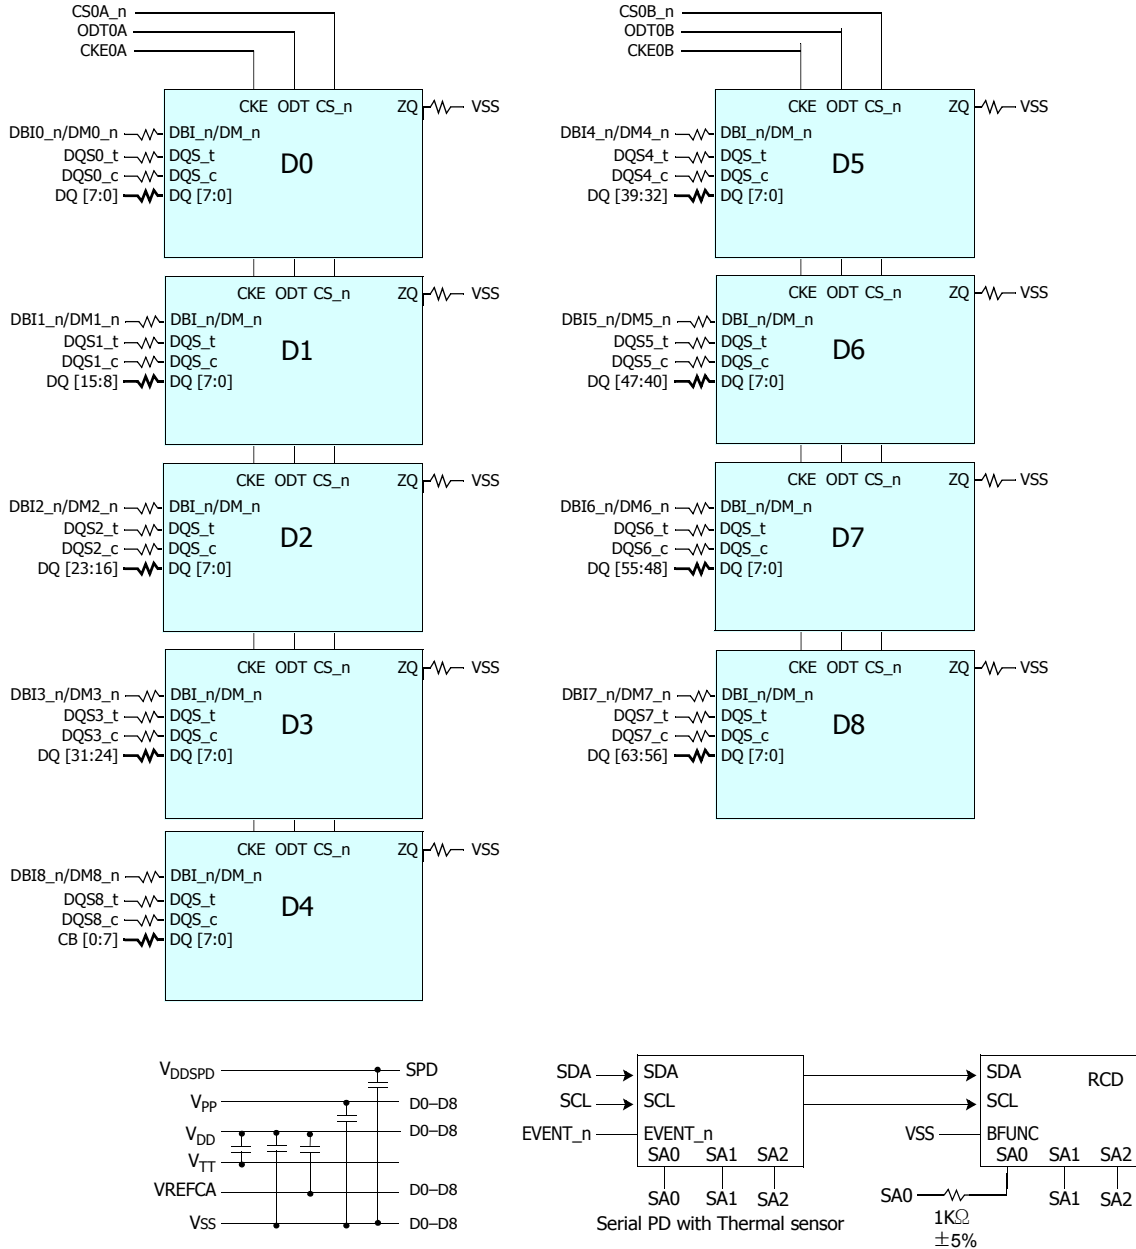 CS0A_n
ODT0A
CKE0A
CKE ODT CS_n ZQ VSS
DBI0_n/DM0_n DBI_n/DM_n
DQS0_t DQS_t
D0
DQS0_c DQS_c
DQ [7:0] DQ [7:0]
CKE ODT CS_n ZQ VSS
DBI1_n/DM1_n DBI_n/DM_n
DQS1_t DQS_t
D1
DQS1_c DQS_c
DQ [15:8] DQ [7:0]
CKE ODT CS_n ZQ VSS
DBI2_n/DM2_n DBI_n/DM_n
DQS2_t DQS_t
D2
DQS2_c DQS_c
DQ [23:16] DQ [7:0]
CKE ODT CS_n ZQ VSS
DBI3_n/DM3_n DBI_n/DM_n
DQS3_t DQS_t
D3
DQS3_c DQS_c
DQ [31:24] DQ [7:0]
CKE ODT CS_n ZQ VSS
DBI8_n/DM8_n DBI_n/DM_n
DQS8_t DQS_t
D4
DQS8_c DQS_c
CB [0:7] DQ [7:0]
CS0B_n
ODT0B
CKE0B
CKE ODT CS_n ZQ VSS
DBI4_n/DM4_n DBI_n/DM_n
DQS4_t DQS_t
D5
DQS4_c DQS_c
DQ [39:32] DQ [7:0]
CKE ODT CS_n ZQ VSS
DBI5_n/DM5_n DBI_n/DM_n
DQS5_t DQS_t
D6
DQS5_c DQS_c
DQ [47:40] DQ [7:0]
CKE ODT CS_n ZQ VSS
DBI6_n/DM6_n DBI_n/DM_n
DQS6_t DQS_t
D7
DQS6_c DQS_c
DQ [55:48] DQ [7:0]
CKE ODT CS_n ZQ VSS
DBI7_n/DM7_n DBI_n/DM_n
DQS7_t DQS_t
D8
DQS7_c DQS_c
DQ [63:56] DQ [7:0]
VDDSPD SPD
VPP D0–D8
VDD D0–D8
VTT
VREFCA D0–D8
VSS D0–D8
SDA SDA
SCL SCL
EVENT_n EVENT_n
SA0 SA1 SA2
SA0 SA1 SA2
Serial PD with Thermal sensor
SDA RCD
SCL
VSS BFUNC
SA0 SA1 SA2
SA0 SA1 SA2
1KΩ
±5%